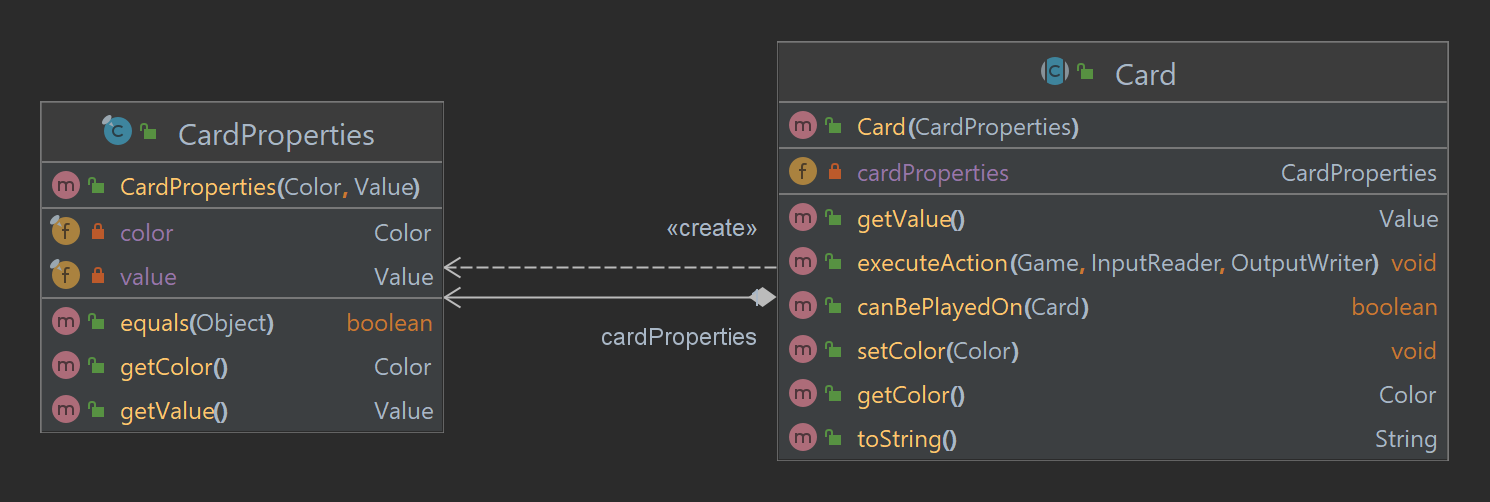 CardProperties
CardProperties(Color, Value)
color Color
value Value
equals(Object) boolean
getColor() Color
getValue() Value
«create»
cardProperties
Card
Card(CardProperties)
cardProperties CardProperties
getValue() Value
executeAction(Game, InputReader, OutputWriter) void
canBePlayedOn(Card) boolean
setColor(Color) void
getColor() Color
toString() String